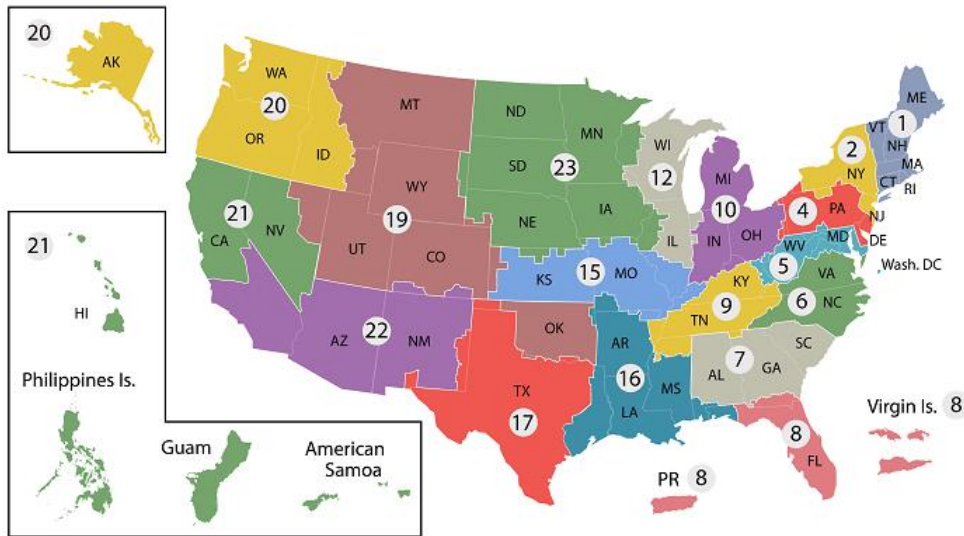 20
AK
21
HI
Philippines Is.
Guam
American
Samoa
WA
20
OR
ID
MT
WY
19
UT
CO
OK
21
CA
NV
AZ
22
NM
ND
MN
SD
23
NE
IA
WI
12
IL
MI
10
IN
OH
KS
15
MO
KY
9
TN
TX
17
AR
16
LA
MS
7
AL
GA
SC
VA
6
NC
WV
MD
5
Wash. DC
4
PA
NJ
DE
2
NY
ME
VT
1
NH
MA
CT
RI
8
FL
PR 8
Virgin Is. 8